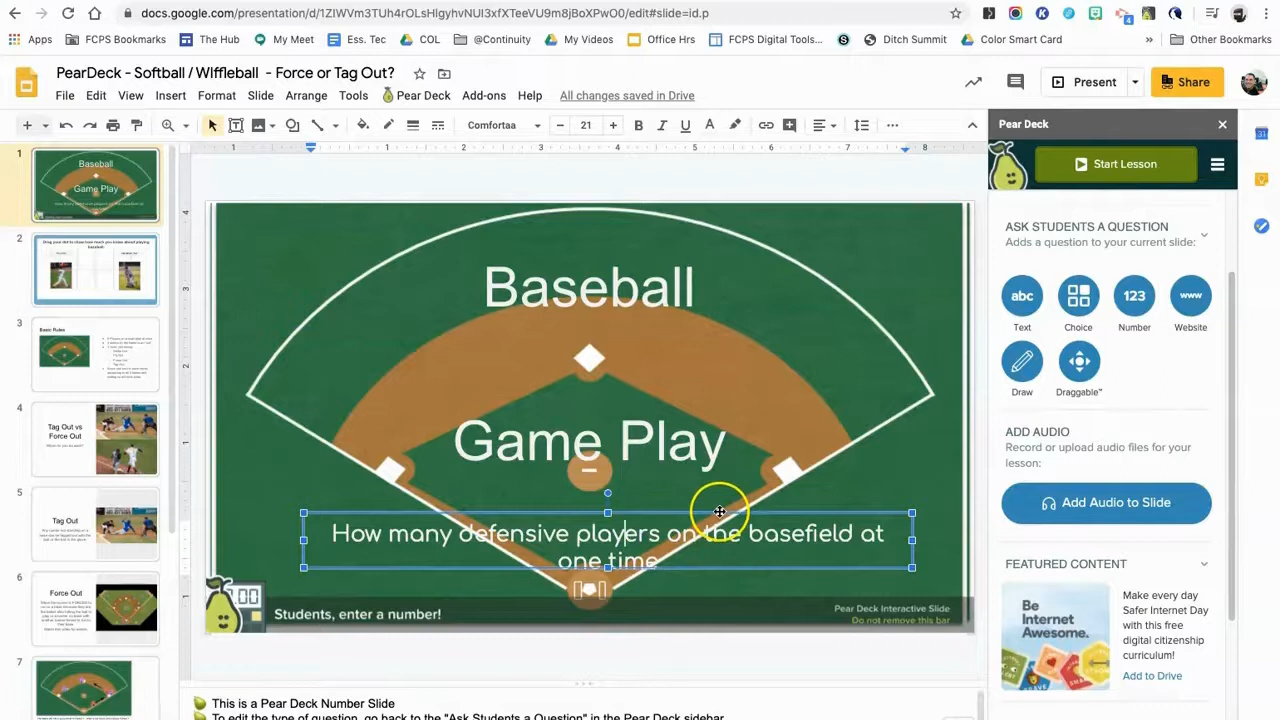 docs.google.com/presentation/d/1ZIWVm3TUh4rOLsHlgyhvNUI3xfXTeeVU9m8jBoXPwO0/edit#slide=id.p
Apps
FCPS Bookmarks
The Hub
My Meet
Ess. Tec
COL
@Continuity
My Videos
Office Hrs
FCPS Digital Tools...
Ditch Summit
Color Smart Card
»
Other Bookmarks
PearDeck - Softball / WIffleball - Force or Tag Out?
File Edit View Insert Format Slide Arrange Tools Pear Deck Add-ons Help All changes saved in Drive
Present
Share
Comfortaa
21
Pear Deck
Start Lesson
ASK STUDENTS A QUESTION
Adds a question to your current slide:
Text
Choice
Number
Website
Draw
Draggable™
ADD AUDIO
Record or upload audio files for your
lesson:
Add Audio to Slide
FEATURED CONTENT
Be
Internet
Awesome.
Make every day
Safer Internet Day
with this free
digital citizenship
curriculum!
Add to Drive
1
Baseball
Game Play
2
3
Basic Rules
4
Tag Out vs
Force Out
5
Tag Out
6
Force Out
7
Baseball
Game Play
How many defensive players on the basefield at
one time
Students, enter a number!
Pear Deck Interactive Slide
Do not remove this bar
This is a Pear Deck Number Slide
To edit the type of question, go back to the "Ask Students a Question" in the Pear Deck sidebar